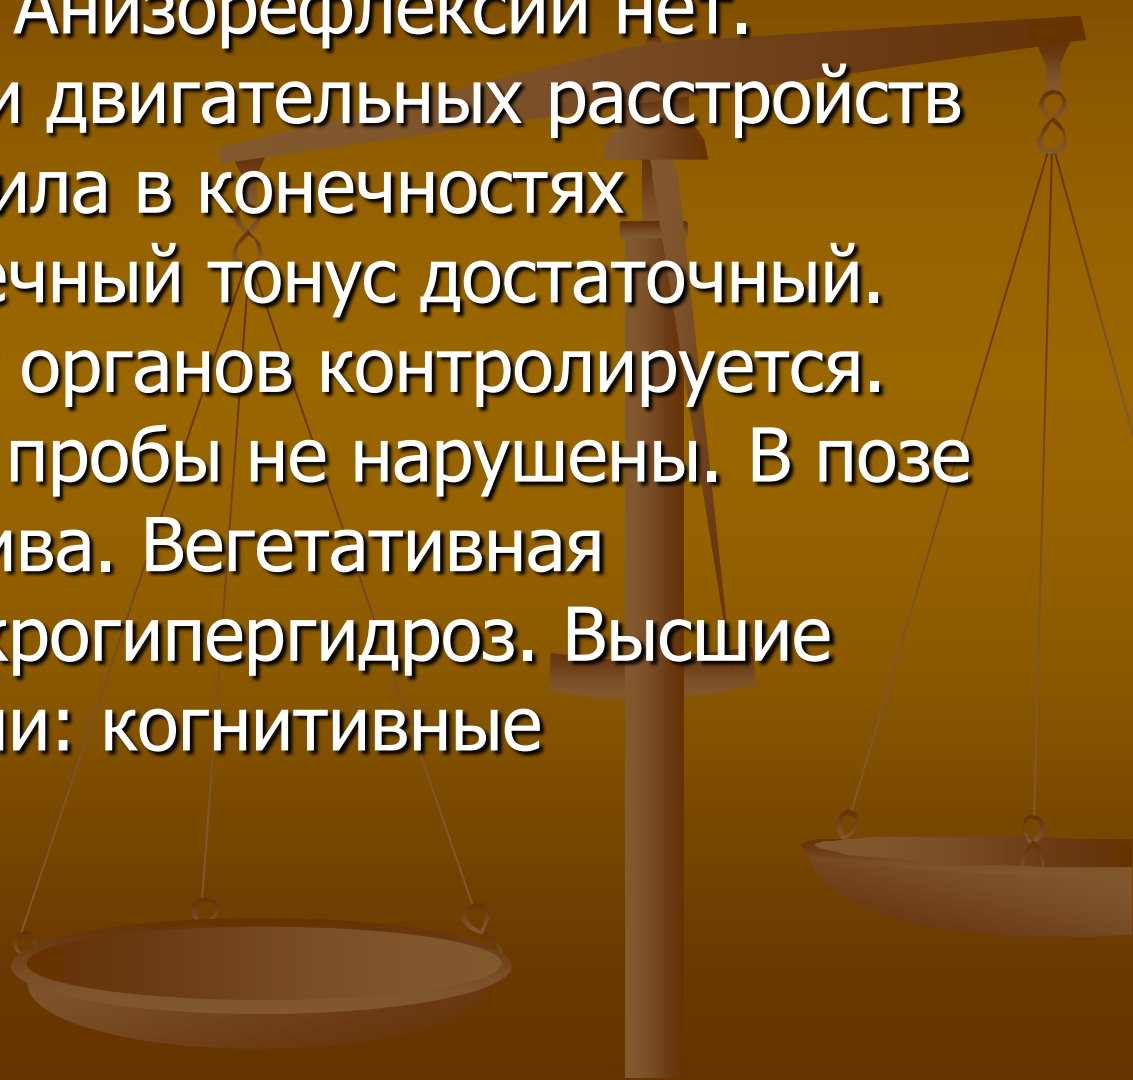 Анизорефлексии нет.
и двигательных расстройств
ила в конечностях
ечный тонус достаточный.
органов контролируется.
пробы не нарушены. В позе
ива. Вегетативная
крогипергидроз. Высшие
ии: когнитивные